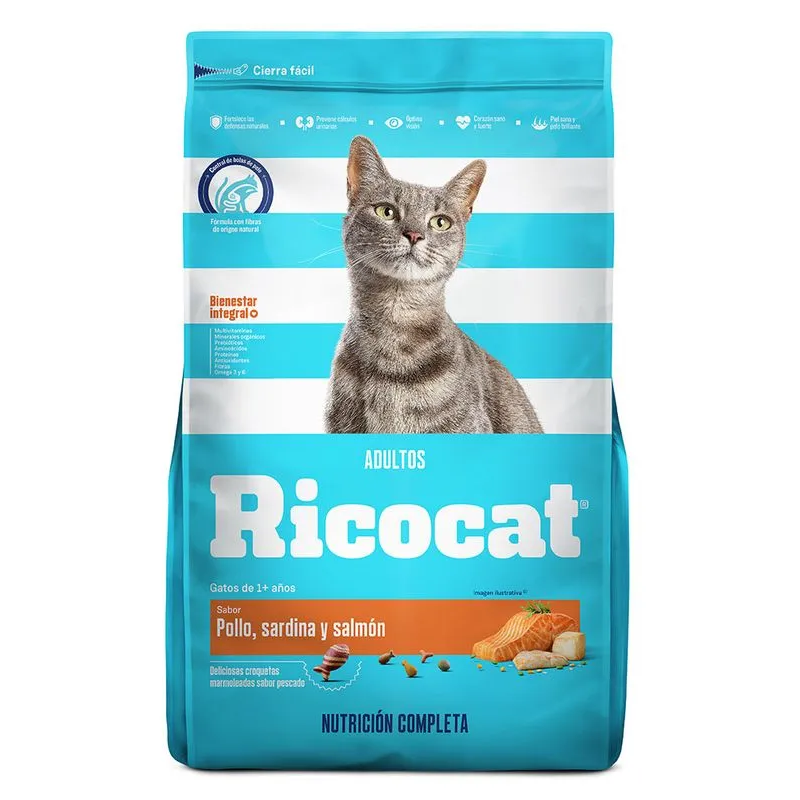 Cierra fácil
Fortalece las
defensas naturales
Previene cálculos
urinarios
Óptima
visión
Corazón sano
y fuerte
Piel sana y
pelo brillante
Control de bolas de pelo
Fórmula con fibras
de origen natural
Bienestar
integral
Multivitamínes
Minerales orgánicos
Prebióticos
Aminoácidos
Proteínas
Antioxidantes
Fibras
Omega 3 y 6
ADULTOS
Ricocat
Gatos de 1+ años
Imagen ilustrativa
Sabor
Pollo, sardina y salmón
Deliciosas croquetas
marmoleadas sabor pescado
NUTRICIÓN COMPLETA